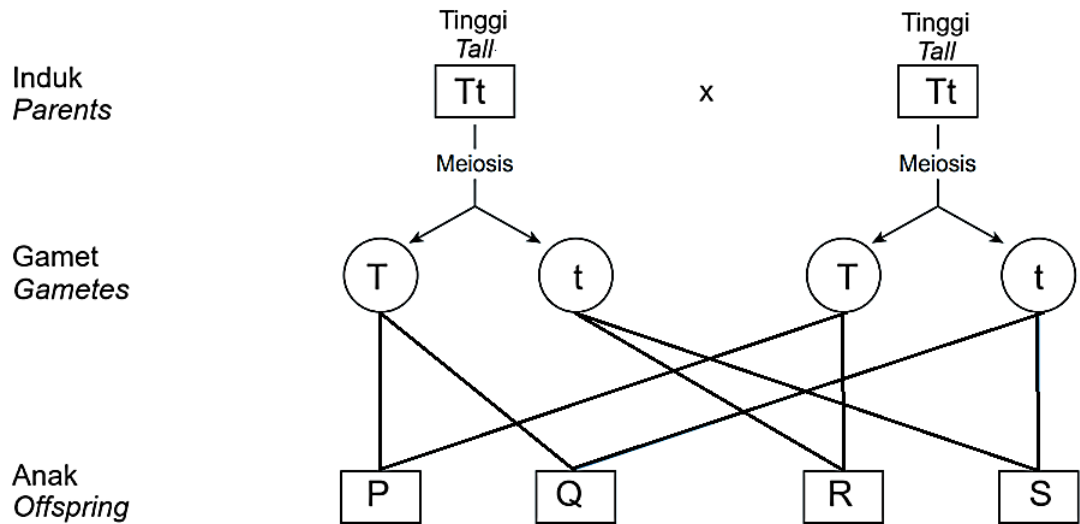 Tinggi
Tall
Tinggi
Tall
Induk
Parents
Tt
x
Tt
Meiosis
Meiosis
Gamet
Gametes
T
t
T
t
Anak
Offspring
P
Q
R
S